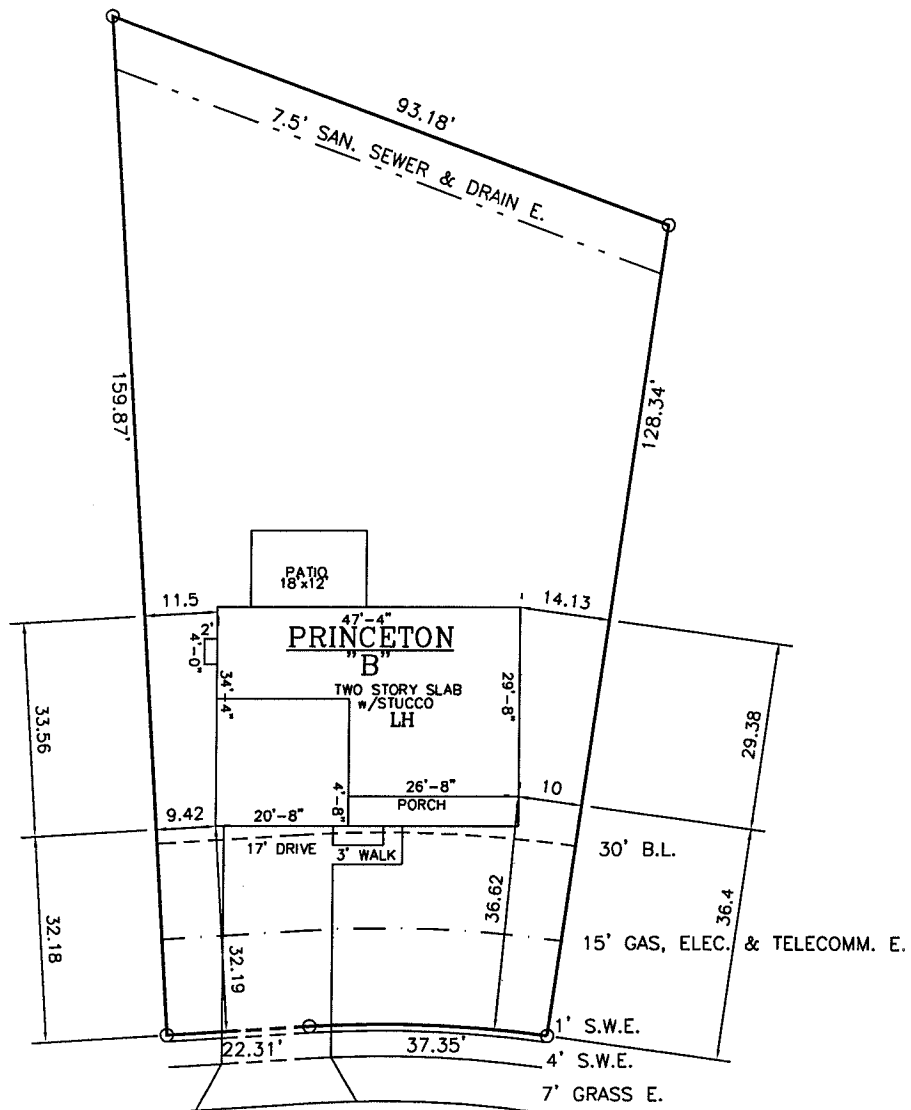 93.18'
7.5' SAN. SEWER & DRAIN E.
159.87'
128.34'
PATIO
18'x12'
11.5
14.13
47'-4"
2'
4'-0"
PRINCETON
"B"
TWO STORY SLAB
w/STUCCO
LH
34'-4"
29'-8"
33.56
29.38
26'-8"
10
4'-8"
PORCH
9.42
20'-8"
17' DRIVE
3' WALK
30' B.L.
36.62
36.4
32.18
32.19
15' GAS, ELEC. & TELECOMM. E.
1' S.W.E.
22.31'
37.35'
4' S.W.E.
7' GRASS E.